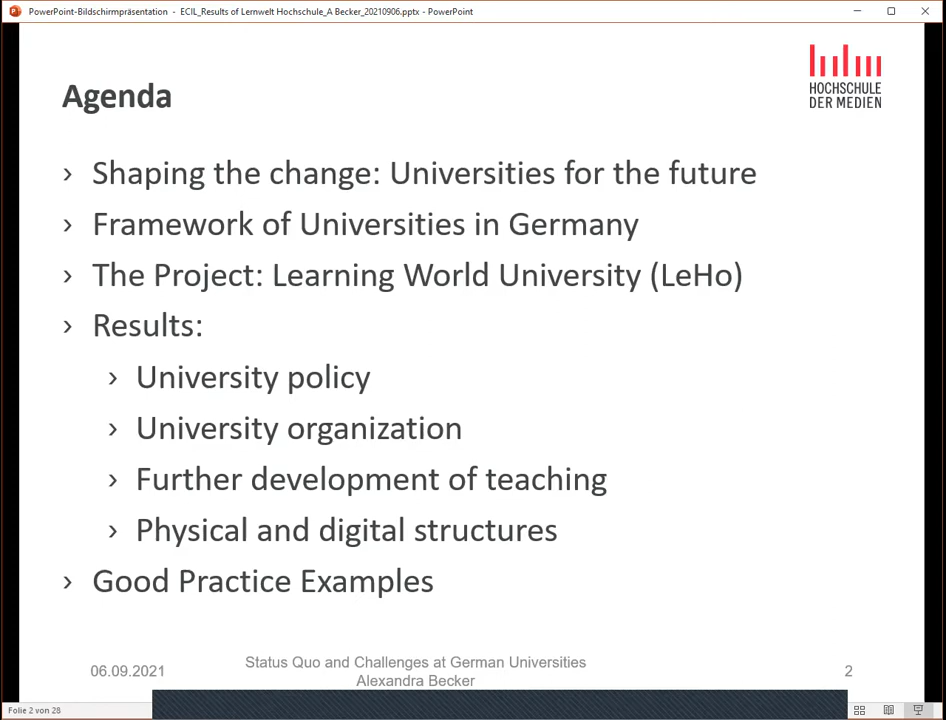 PowerPoint-Bildschirmpräsentation - ECIL_Results of Lernwelt Hochschule_A Becker_20210906.pptx - PowerPoint
HOCHSCHULE
DER MEDIEN
Agenda
› Shaping the change: Universities for the future
› Framework of Universities in Germany
› The Project: Learning World University (LeHo)
› Results:
› University policy
› University organization
› Further development of teaching
› Physical and digital structures
› Good Practice Examples
06.09.2021
Status Quo and Challenges at German Universities
Alexandra Becker
2
Folie 2 von 28